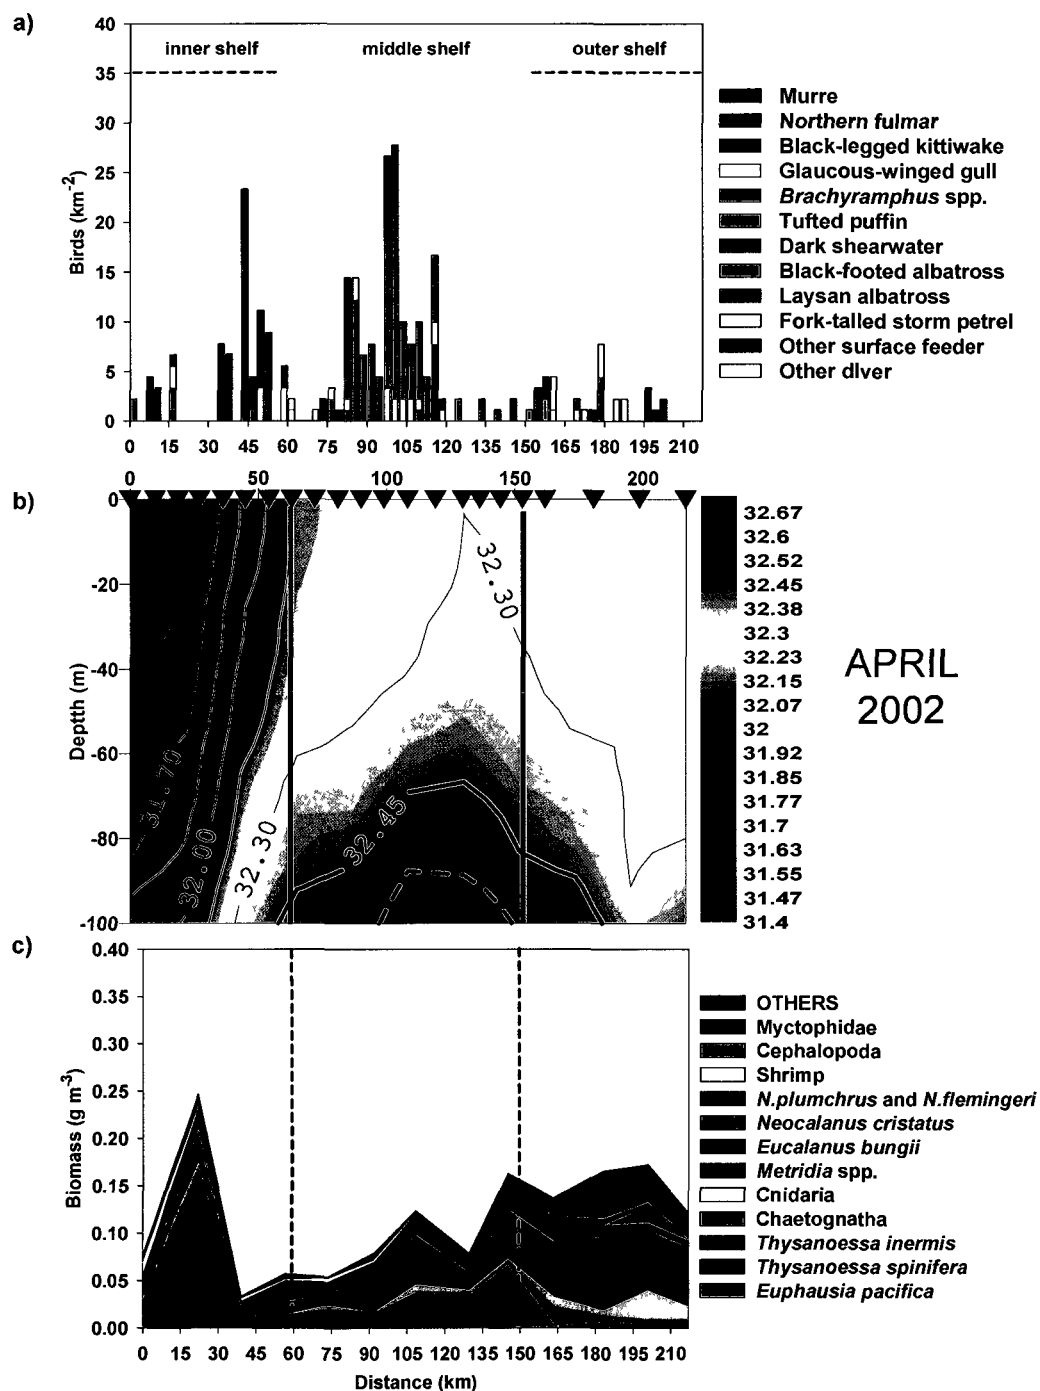 a)
40
35
30
25
20
15
10
5
0
Birds (km-2)
inner shelf middle shelf outer shelf
0 15 30 45 60 75 90 105 120 135 150 165 180 195 210
Murre
Northern fulmar
Black-legged kittiwake
Glaucous-winged gull
Brachyramphus spp.
Tufted puffin
Dark shearwater
Black-footed albatross
Laysan albatross
Fork-talled storm petrel
Other surface feeder
Other dlver
b)
0 50 100 150 200
0
-20
-40
-60
-80
-100
Depth (m)
31.70
32.00
32.30
32.45
32.30
32.67
32.6
32.52
32.45
32.38
32.3
32.23
32.15
32.07
32
31.92
31.85
31.77
31.7
31.63
31.55
31.47
31.4
APRIL
2002
c)
0.40
0.35
0.30
0.25
0.20
0.15
0.10
0.05
0.00
Biomass (g m-3)
0 15 30 45 60 75 90 105 120 135 150 165 180 195 210
Distance (km)
OTHERS
Myctophidae
Cephalopoda
Shrimp
N.plumchrus and N.flemingeri
Neocalanus cristatus
Eucalanus bungii
Metridia spp.
Cnidaria
Chaetognatha
Thysanoessa inermis
Thysanoessa spinifera
Euphausia pacifica